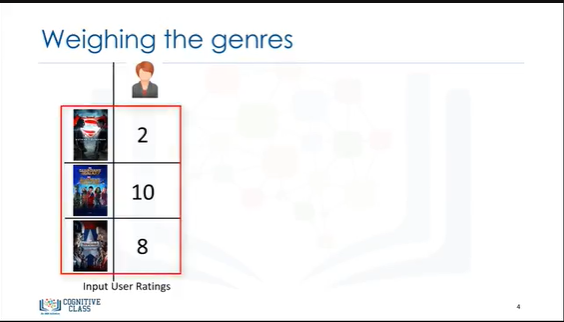 Weighing the genres
2
10
8
Input User Ratings
COGNITIVE
CLASS
4